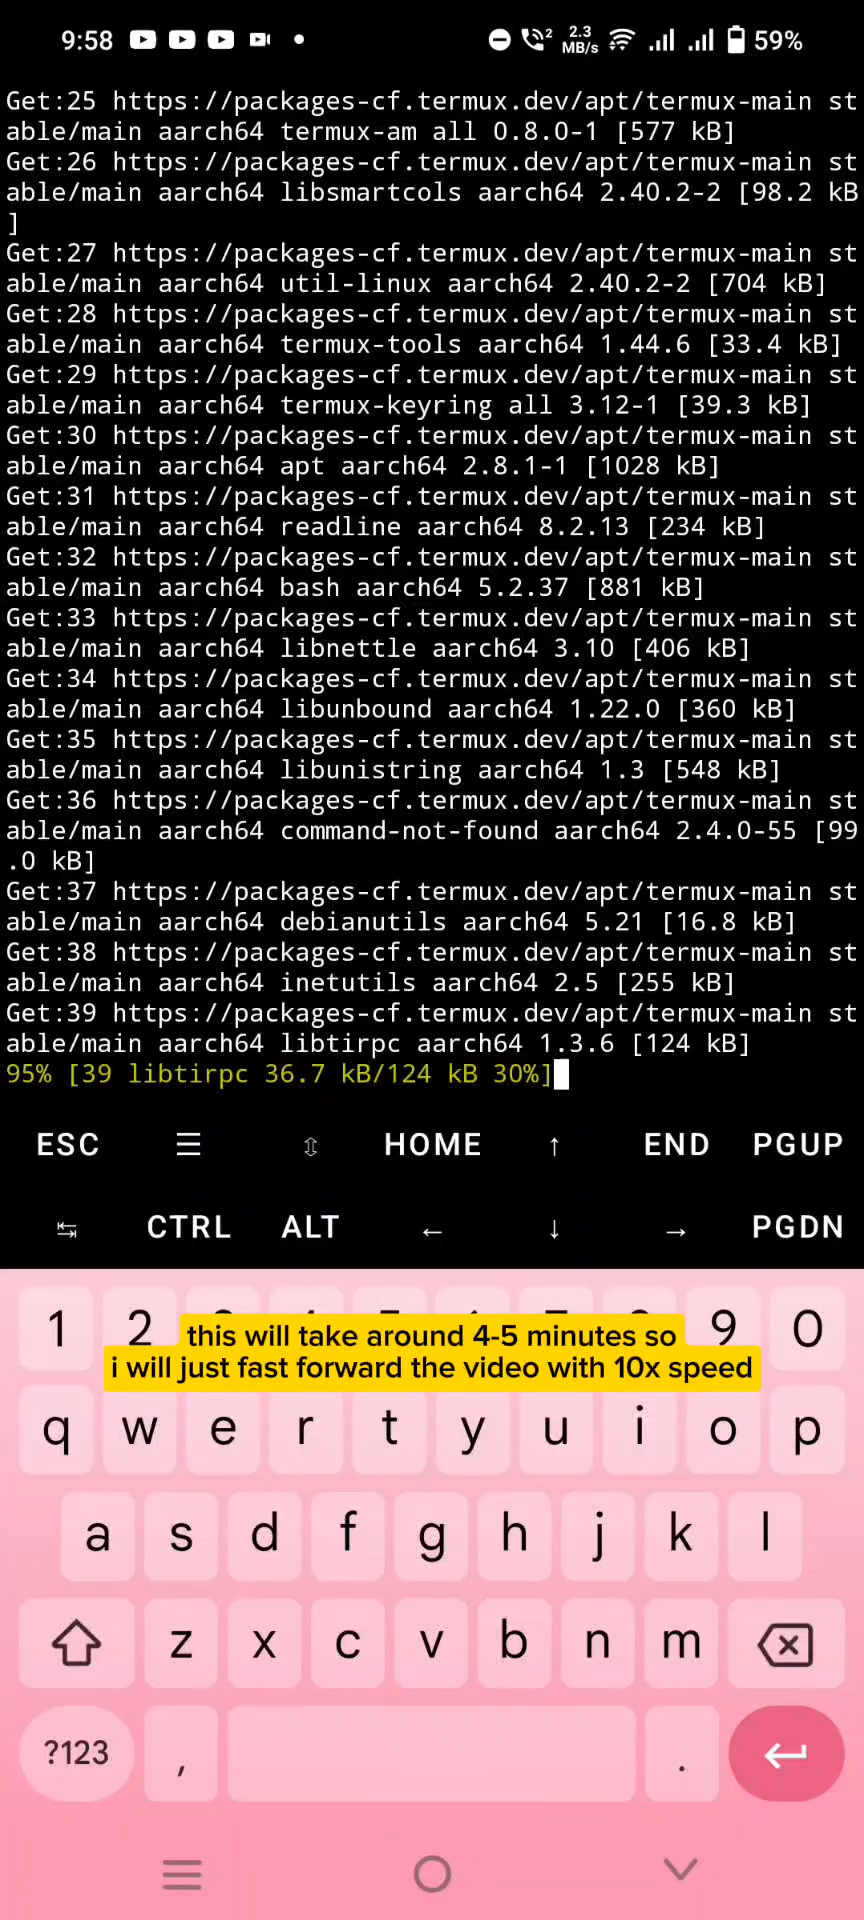 9:58
2
2.3
MB/s
59%
Get:25 https://packages-cf.termux.dev/apt/termux-main st
able/main aarch64 termux-am all 0.8.0-1 [577 kB]
Get:26 https://packages-cf.termux.dev/apt/termux-main st
able/main aarch64 libsmartcols aarch64 2.40.2-2 [98.2 kB
]
Get:27 https://packages-cf.termux.dev/apt/termux-main st
able/main aarch64 util-linux aarch64 2.40.2-2 [704 kB]
Get:28 https://packages-cf.termux.dev/apt/termux-main st
able/main aarch64 termux-tools aarch64 1.44.6 [33.4 kB]
Get:29 https://packages-cf.termux.dev/apt/termux-main st
able/main aarch64 termux-keyring all 3.12-1 [39.3 kB]
Get:30 https://packages-cf.termux.dev/apt/termux-main st
able/main aarch64 apt aarch64 2.8.1-1 [1028 kB]
Get:31 https://packages-cf.termux.dev/apt/termux-main st
able/main aarch64 readline aarch64 8.2.13 [234 kB]
Get:32 https://packages-cf.termux.dev/apt/termux-main st
able/main aarch64 bash aarch64 5.2.37 [881 kB]
Get:33 https://packages-cf.termux.dev/apt/termux-main st
able/main aarch64 libnettle aarch64 3.10 [406 kB]
Get:34 https://packages-cf.termux.dev/apt/termux-main st
able/main aarch64 libunbound aarch64 1.22.0 [360 kB]
Get:35 https://packages-cf.termux.dev/apt/termux-main st
able/main aarch64 libunistring aarch64 1.3 [548 kB]
Get:36 https://packages-cf.termux.dev/apt/termux-main st
able/main aarch64 command-not-found aarch64 2.4.0-55 [99
.0 kB]
Get:37 https://packages-cf.termux.dev/apt/termux-main st
able/main aarch64 debianutils aarch64 5.21 [16.8 kB]
Get:38 https://packages-cf.termux.dev/apt/termux-main st
able/main aarch64 inetutils aarch64 2.5 [255 kB]
Get:39 https://packages-cf.termux.dev/apt/termux-main st
able/main aarch64 libtirpc aarch64 1.3.6 [124 kB]
95% [39 libtirpc 36.7 kB/124 kB 30%]
ESC ☰ ⇳ HOME ↑ END PGUP
↹ CTRL ALT ← ↓ → PGDN
1 2 9 0
this will take around 4-5 minutes so
i will just fast forward the video with 10x speed
q w e r t y u i o p
a s d f g h j k l
z x c v b n m
?123 , .